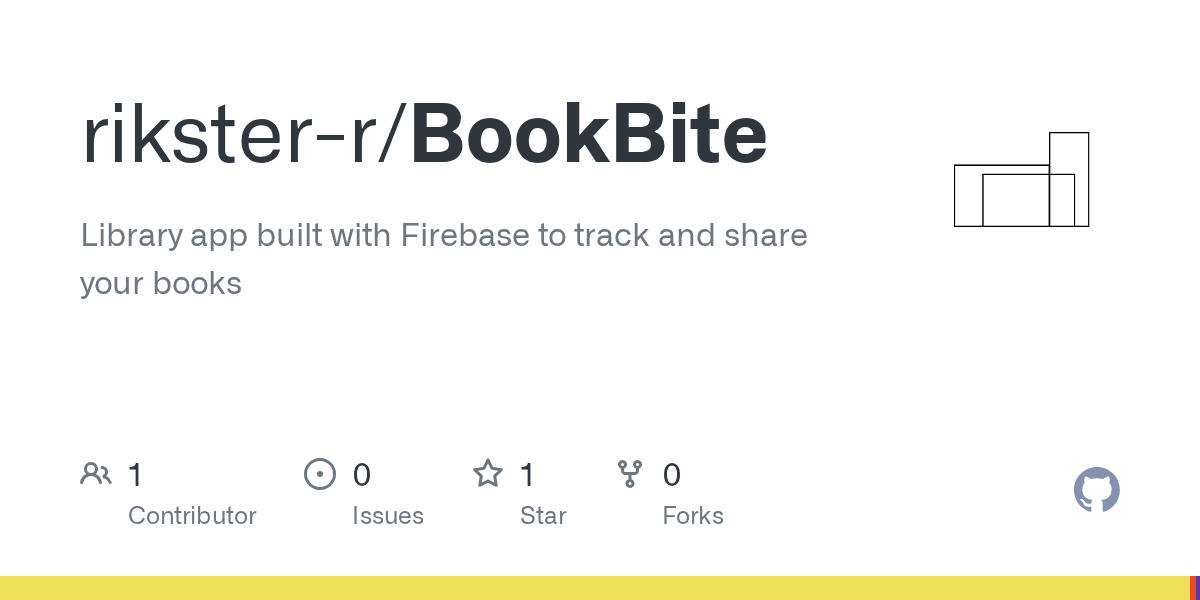 rikster-r/BookBite
Library app built with Firebase to track and share
your books
1 0 1 0
Contributor Issues Star Forks